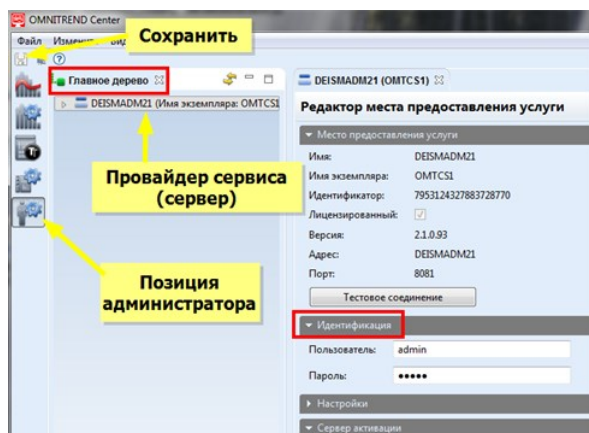 OMNITREND Center
Файл
Сохранить
Главное дерево
DEISMADM21 (Имя экземпляра: OMTCS1
Провайдер сервиса
(сервер)
Позиция
администратора
DEISMADM21 (OMTCS1)
Редактор места предоставления услуги
Место предоставления услуги
Имя: DEISMADM21
Имя экземпляра: OMTCS1
Идентификатор: 7953124327883728770
Лицензированный:
Версия: 2.1.0.93
Адрес: DEISMADM21
Порт: 8081
Тестовое соединение
Идентификация
Пользователь: admin
Пароль: •••••
Настройки
Сервер активации